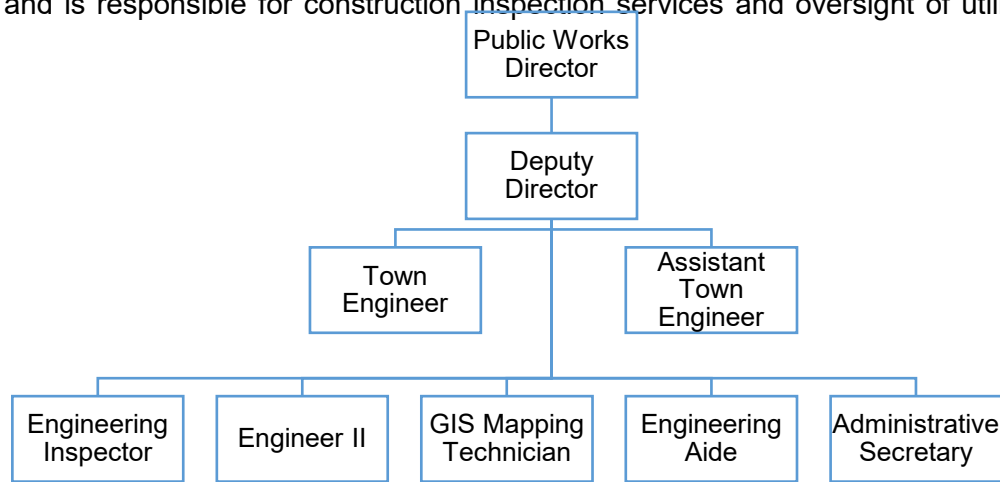 and is responsible for construction inspection services and oversight of
Public Works
Director
Deputy
Director
Town
Engineer
Assistant
Town
Engineer
Engineering
Inspector
Engineer II
GIS Mapping
Technician
Engineering
Aide
Administrative
Secretary